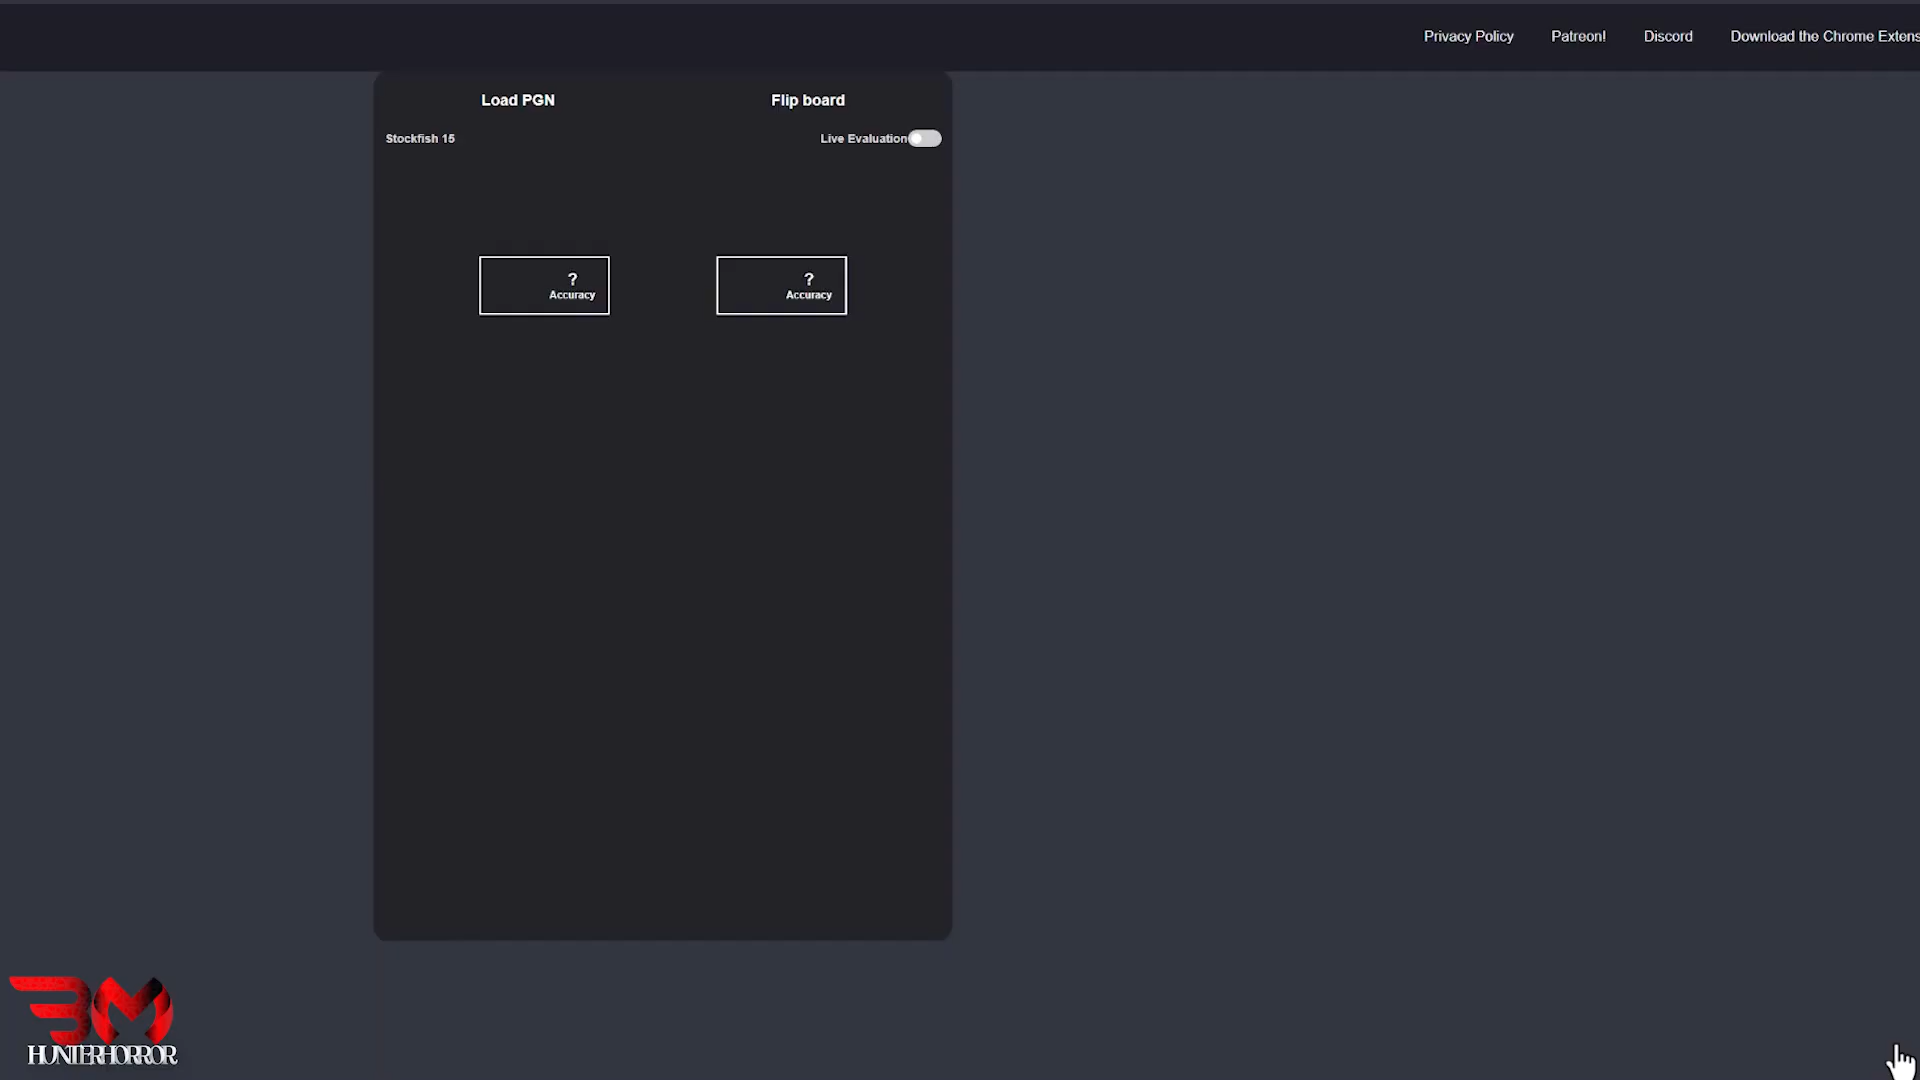 Privacy Policy Patreon! Discord Download the Chrome Extens
Load PGN Flip board
Stockfish 15 Live Evaluation
? ?
Accuracy Accuracy
3M
HUNTERHORROR